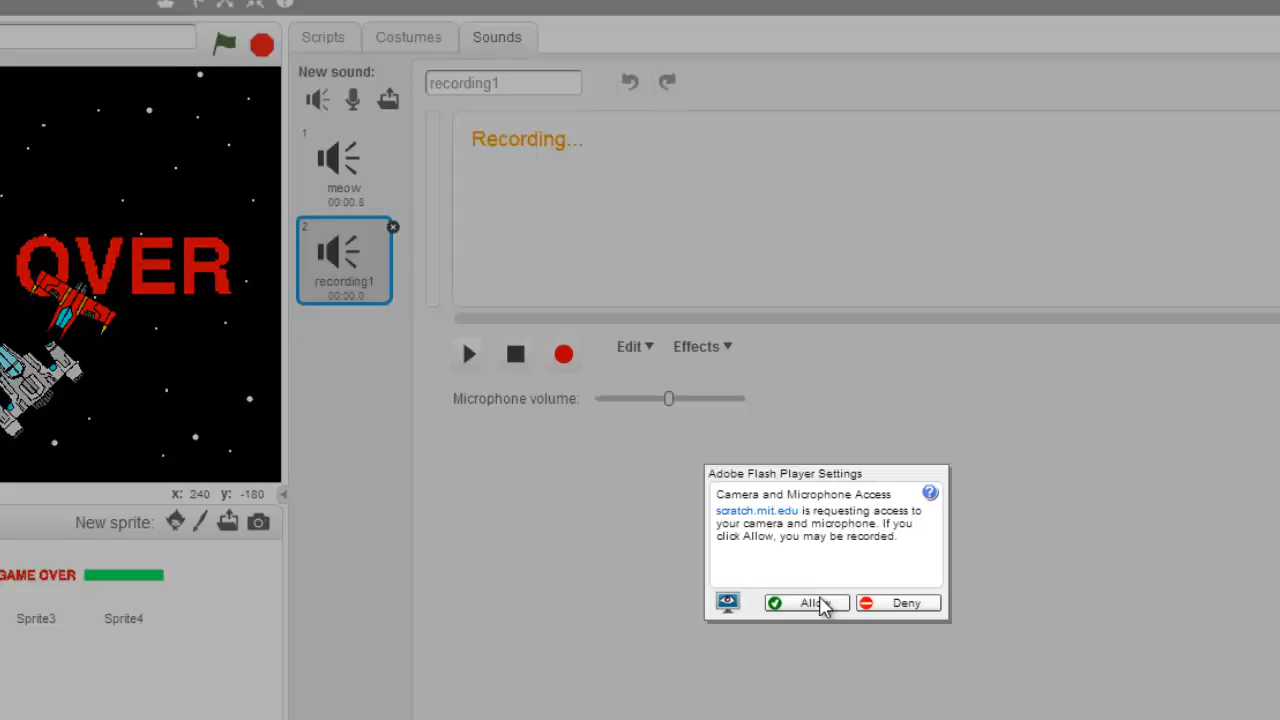 Scripts
Costumes
Sounds
New sound:
recording1
1
meow
00:00.8
2
recording1
00:00.0
Recording...
OVER
Edit
Effects
Microphone volume:
X: 240 y: -180
New sprite:
GAME OVER
Sprite3
Sprite4
Adobe Flash Player Settings
Camera and Microphone Access
scratch.mit.edu is requesting access to
your camera and microphone. If you
click Allow, you may be recorded.
Allow
Deny